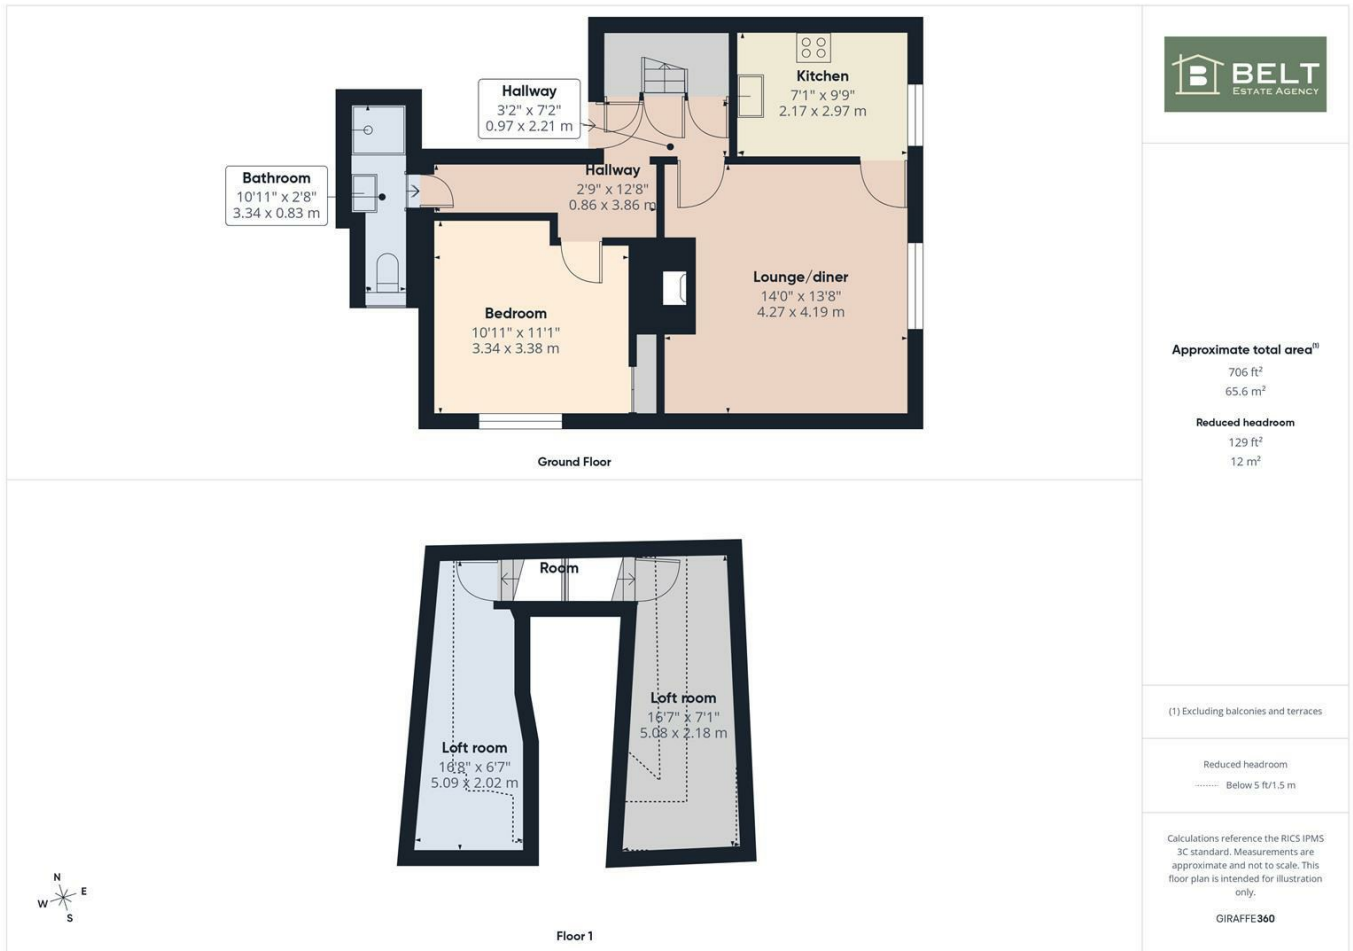 Hallway
3'2" x 7'2"
0.97 x 2.21 m
Kitchen
7'1" x 9'9"
2.17 x 2.97 m
Bathroom
10'11" x 2'8"
3.34 x 0.83 m
Hallway
2'9" x 12'8"
0.86 x 3.86 m
Lounge/diner
14'0" x 13'8"
4.27 x 4.19 m
Bedroom
10'11" x 11'1"
3.34 x 3.38 m
Ground Floor
Room
Loft room
16'7" x 7'1"
5.08 x 2.18 m
Loft room
16'8" x 6'7"
5.09 x 2.02 m
N
E
W
S
Floor 1
B BELT
ESTATE AGENCY
Approximate total area(1)
706 ft²
65.6 m²
Reduced headroom
129 ft²
12 m²
(1) Excluding balconies and terraces
Reduced headroom
Below 5 ft/1.5 m
Calculations reference the RICS IPMS
3C standard. Measurements are
approximate and not to scale. This
floor plan is intended for illustration
only.
GIRAFFE360